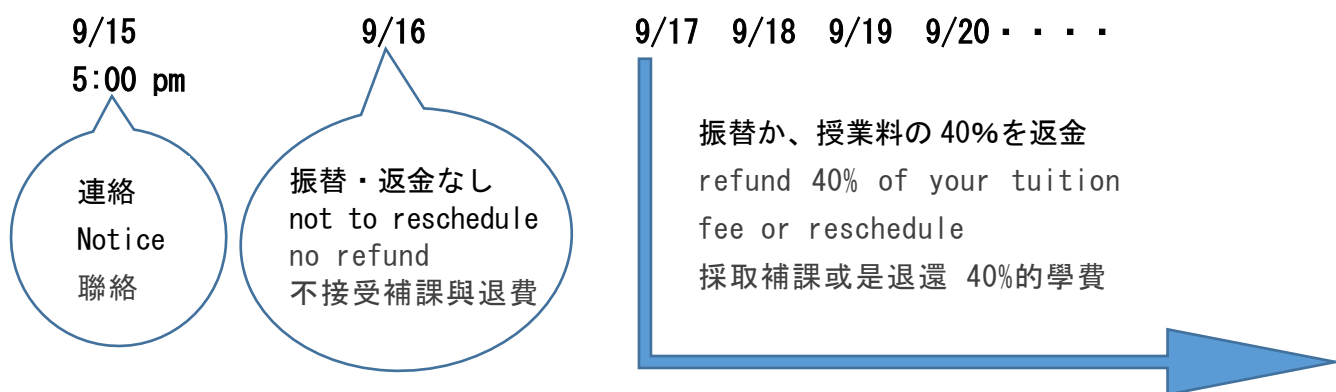 9/15
5:00 pm
連絡
Notice
聯絡
9/16
振替・返金なし
not to reschedule
no refund
不接受補課與退費
9/17 9/18 9/19 9/20・・・・
振替か、授業料の 40%を返金
refund 40% of your tuition
fee or reschedule
採取補課或是退還 40%的學費